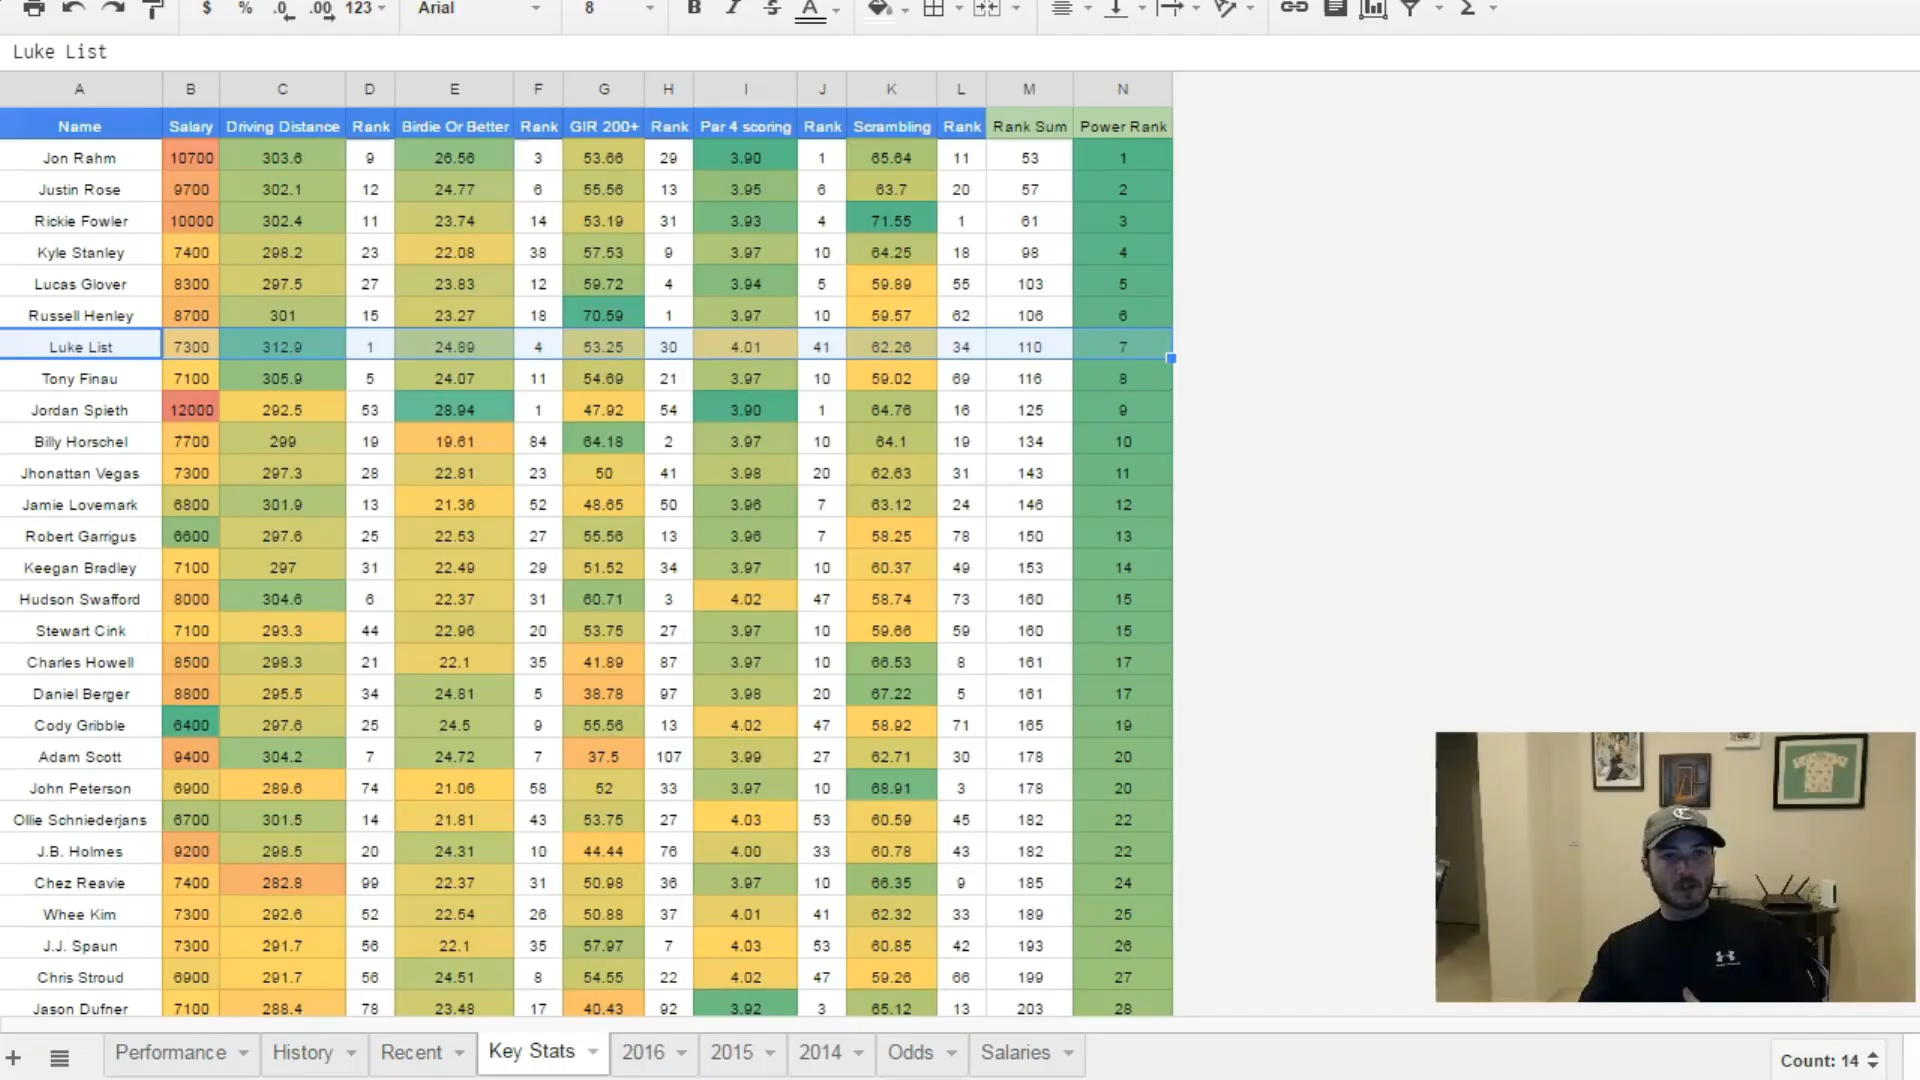 $ % .0 .00 123 Arial 8 B I S A Σ
Luke List
A B C D E F G H I J K L M N
Name Salary Driving Distance Rank Birdie Or Better Rank GIR 200+ Rank Par 4 scoring Rank Scrambling Rank Rank Sum Power Rank
Jon Rahm 10700 303.6 9 26.56 3 53.66 29 3.90 1 65.64 11 53 1
Justin Rose 9700 302.1 12 24.77 6 55.56 13 3.95 6 63.7 20 57 2
Rickie Fowler 10000 302.4 11 23.74 14 53.19 31 3.93 4 71.55 1 61 3
Kyle Stanley 7400 298.2 23 22.08 38 57.53 9 3.97 10 64.25 18 98 4
Lucas Glover 8300 297.5 27 23.83 12 59.72 4 3.94 5 59.89 55 103 5
Russell Henley 8700 301 15 23.27 18 70.59 1 3.97 10 59.57 62 106 6
Luke List 7300 312.9 1 24.89 4 53.25 30 4.01 41 62.26 34 110 7
Tony Finau 7100 305.9 5 24.07 11 54.69 21 3.97 10 59.02 69 116 8
Jordan Spieth 12000 292.5 53 28.94 1 47.92 54 3.90 1 64.76 16 125 9
Billy Horschel 7700 299 19 19.61 84 64.18 2 3.97 10 64.1 19 134 10
Jhonattan Vegas 7300 297.3 28 22.81 23 50 41 3.98 20 62.63 31 143 11
Jamie Lovemark 6800 301.9 13 21.36 52 48.65 50 3.96 7 63.12 24 146 12
Robert Garrigus 6600 297.6 25 22.53 27 55.56 13 3.96 7 58.25 78 150 13
Keegan Bradley 7100 297 31 22.49 29 51.52 34 3.97 10 60.37 49 153 14
Hudson Swafford 8000 304.6 6 22.37 31 60.71 3 4.02 47 58.74 73 160 15
Stewart Cink 7100 293.3 44 22.96 20 53.75 27 3.97 10 59.66 59 160 15
Charles Howell 8500 298.3 21 22.1 35 41.89 87 3.97 10 66.53 8 161 17
Daniel Berger 8800 295.5 34 24.81 5 38.78 97 3.98 20 67.22 5 161 17
Cody Gribble 6400 297.6 25 24.5 9 55.56 13 4.02 47 58.92 71 165 19
Adam Scott 9400 304.2 7 24.72 7 37.5 107 3.99 27 62.71 30 178 20
John Peterson 6900 289.6 74 21.06 58 52 33 3.97 10 68.91 3 178 20
Ollie Schniederjans 6700 301.5 14 21.81 43 53.75 27 4.03 53 60.59 45 182 22
J.B. Holmes 9200 298.5 20 24.31 10 44.44 76 4.00 33 60.78 43 182 22
Chez Reavie 7400 282.8 99 22.37 31 50.98 36 3.97 10 66.35 9 185 24
Whee Kim 7300 292.6 52 22.54 26 50.88 37 4.01 41 62.32 33 189 25
J.J. Spaun 7300 291.7 56 22.1 35 57.97 7 4.03 53 60.85 42 193 26
Chris Stroud 6900 291.7 56 24.51 8 54.55 22 4.02 47 59.26 66 199 27
Jason Dufner 7100 288.4 78 23.48 17 40.43 92 3.92 3 65.12 13 203 28
+ Performance History Recent Key Stats 2016 2015 2014 Odds Salaries Count: 14